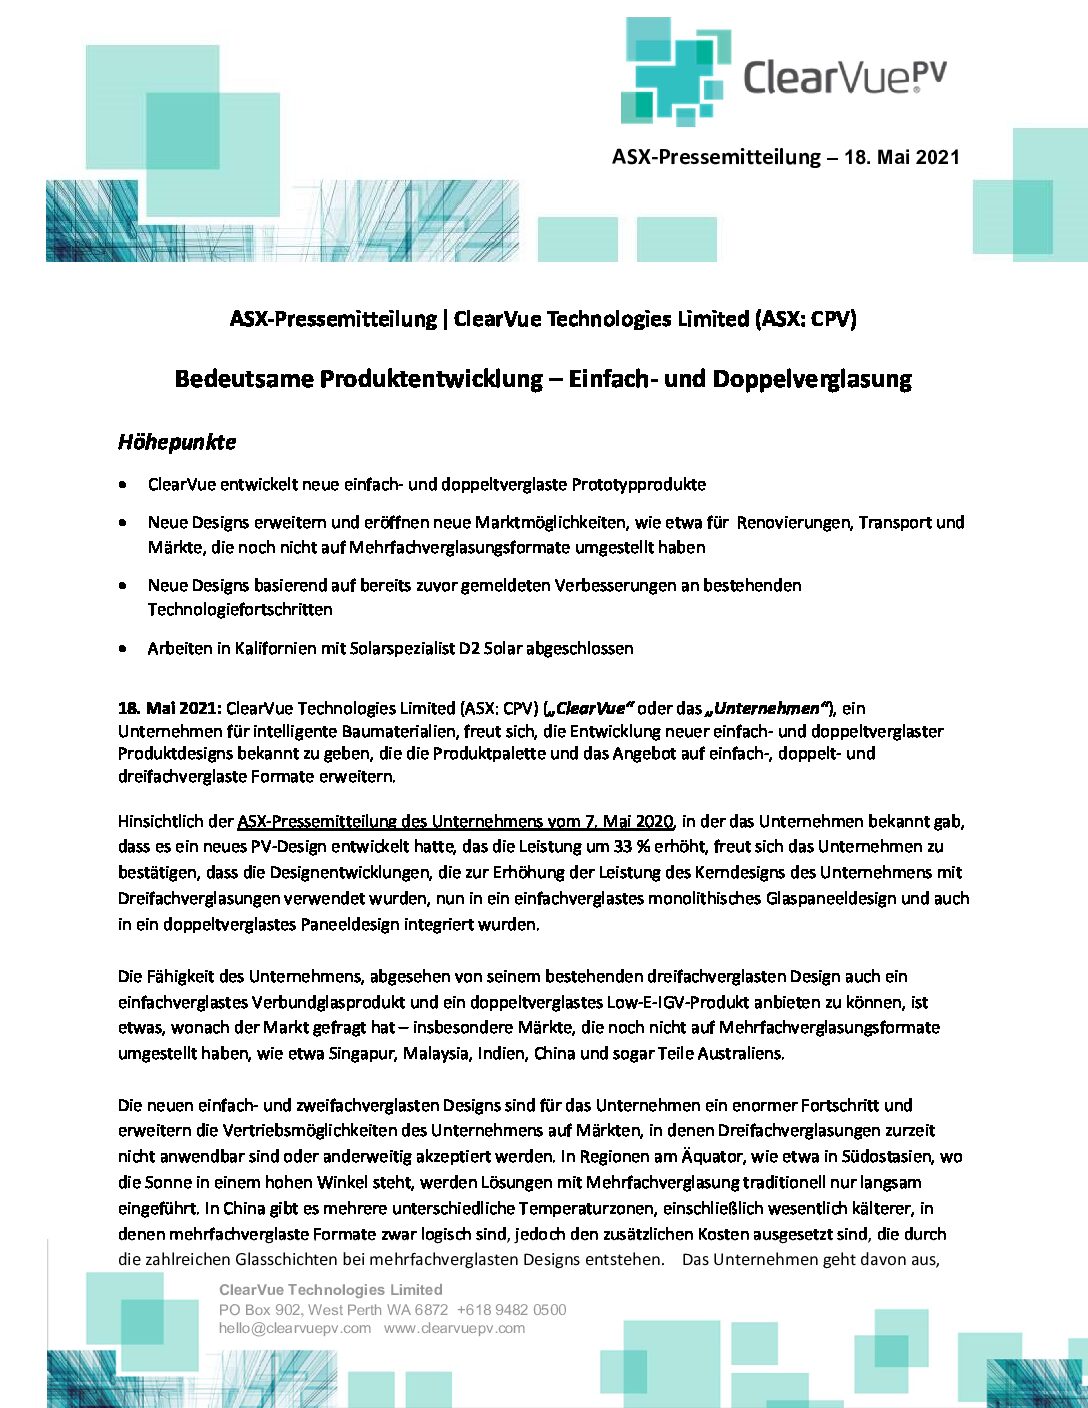 ClearVuePV®
ASX-Pressemitteilung – 18. Mai 2021
ASX-Pressemitteilung | ClearVue Technologies Limited (ASX: CPV)
Bedeutsame Produktentwicklung – Einfach- und Doppelverglasung
Höhepunkte
• ClearVue entwickelt neue einfach- und doppeltverglaste Prototypprodukte
• Neue Designs erweitern und eröffnen neue Marktmöglichkeiten, wie etwa für Renovierungen, Transport und
Märkte, die noch nicht auf Mehrfachverglasungsformate umgestellt haben
• Neue Designs basierend auf bereits zuvor gemeldeten Verbesserungen an bestehenden
Technologiefortschritten
• Arbeiten in Kalifornien mit Solarspezialist D2 Solar abgeschlossen
18. Mai 2021: ClearVue Technologies Limited (ASX: CPV) („ClearVue“ oder das „Unternehmen“), ein
Unternehmen für intelligente Baumaterialien, freut sich, die Entwicklung neuer einfach- und doppeltverglaster
Produktdesigns bekannt zu geben, die die Produktpalette und das Angebot auf einfach-, doppelt- und
dreifachverglaste Formate erweitern.
Hinsichtlich der ASX-Pressemitteilung des Unternehmens vom 7. Mai 2020, in der das Unternehmen bekannt gab,
dass es ein neues PV-Design entwickelt hatte, das die Leistung um 33 % erhöht, freut sich das Unternehmen zu
bestätigen, dass die Designentwicklungen, die zur Erhöhung der Leistung des Kerndesigns des Unternehmens mit
Dreifachverglasungen verwendet wurden, nun in ein einfachverglastes monolithisches Glaspaneeldesign und auch
in ein doppeltverglastes Paneeldesign integriert wurden.
Die Fähigkeit des Unternehmens, abgesehen von seinem bestehenden dreifachverglasten Design auch ein
einfachverglastes Verbundglasprodukt und ein doppeltverglastes Low-E-IGV-Produkt anbieten zu können, ist
etwas, wonach der Markt gefragt hat – insbesondere Märkte, die noch nicht auf Mehrfachverglasungsformate
umgestellt haben, wie etwa Singapur, Malaysia, Indien, China und sogar Teile Australiens.
Die neuen einfach- und zweifachverglasten Designs sind für das Unternehmen ein enormer Fortschritt und
erweitern die Vertriebsmöglichkeiten des Unternehmens auf Märkten, in denen Dreifachverglasungen zurzeit
nicht anwendbar sind oder anderweitig akzeptiert werden. In Regionen am Äquator, wie etwa in Südostasien, wo
die Sonne in einem hohen Winkel steht, werden Lösungen mit Mehrfachverglasung traditionell nur langsam
eingeführt. In China gibt es mehrere unterschiedliche Temperaturzonen, einschließlich wesentlich kälterer, in
denen mehrfachverglaste Formate zwar logisch sind, jedoch den zusätzlichen Kosten ausgesetzt sind, die durch
die zahlreichen Glasschichten bei mehrfachverglasten Designs entstehen. Das Unternehmen geht davon aus,
ClearVue Technologies Limited
PO Box 902, West Perth WA 6872 +618 9482 0500
hello@clearvuepv.com www.clearvuepv.com